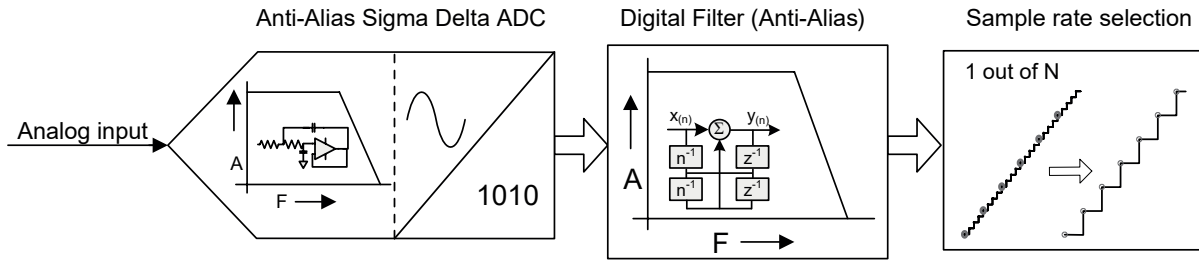 Anti-Alias Sigma Delta ADC
Digital Filter (Anti-Alias)
Sample rate selection
Analog input
A
F
1010
A
x(n)
Σ
y(n)
n-1
z-1
n-1
z-1
F
1 out of N